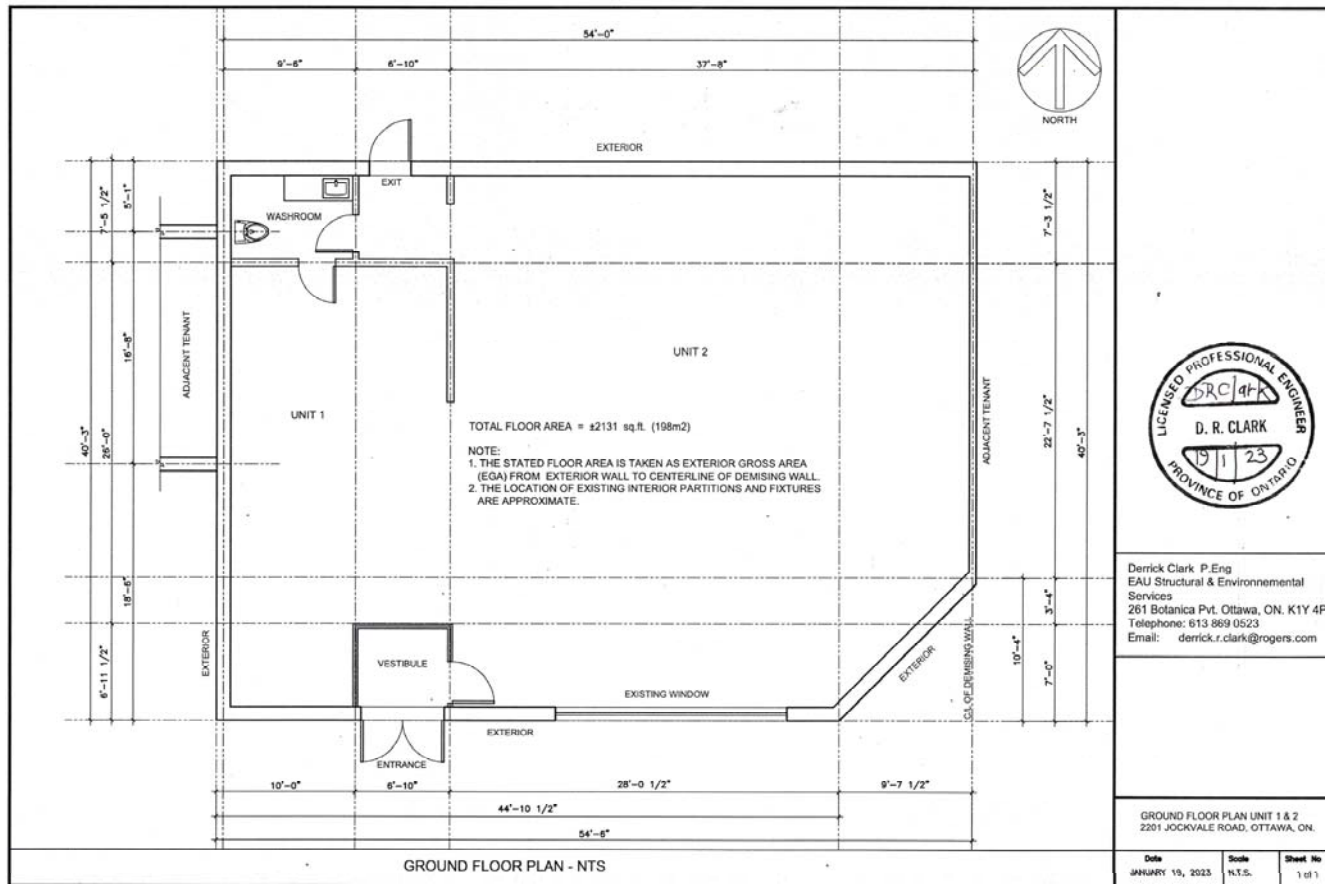 54'-0"
9'-6" 6'-10" 37'-8"
NORTH
EXTERIOR
EXIT
WASHROOM
5'-1"
7'-5 1/2"
7'-3 1/2"
ADJACENT TENANT
16'-8"
26'-0"
40'-3"
UNIT 1
UNIT 2
22'-7 1/2"
40'-3"
ADJACENT TENANT
TOTAL FLOOR AREA = ±2131 sq.ft. (198m2)
NOTE:
1. THE STATED FLOOR AREA IS TAKEN AS EXTERIOR GROSS AREA
(EGA) FROM EXTERIOR WALL TO CENTERLINE OF DEMISING WALL.
2. THE LOCATION OF EXISTING INTERIOR PARTITIONS AND FIXTURES
ARE APPROXIMATE.
18'-6"
6'-11 1/2"
EXTERIOR
VESTIBULE
EXISTING WINDOW
EXTERIOR
EXTERIOR
C/L OF DEMISING WALL
3'-4"
10'-4"
7'-0"
ENTRANCE
10'-0" 6'-10" 28'-0 1/2" 9'-7 1/2"
44'-10 1/2"
54'-6"
GROUND FLOOR PLAN - NTS
LICENSED PROFESSIONAL ENGINEER
DRClark
D. R. CLARK
19 1 23
PROVINCE OF ONTARIO
Derrick Clark P.Eng
EAU Structural & Environnemental
Services
261 Botanica Pvt. Ottawa, ON. K1Y 4P
Telephone: 613 869 0523
Email: derrick.r.clark@rogers.com
GROUND FLOOR PLAN UNIT 1 & 2
2201 JOCKVALE ROAD, OTTAWA, ON.
Date Scale Sheet No
JANUARY 19, 2023 N.T.S. 1 of 1